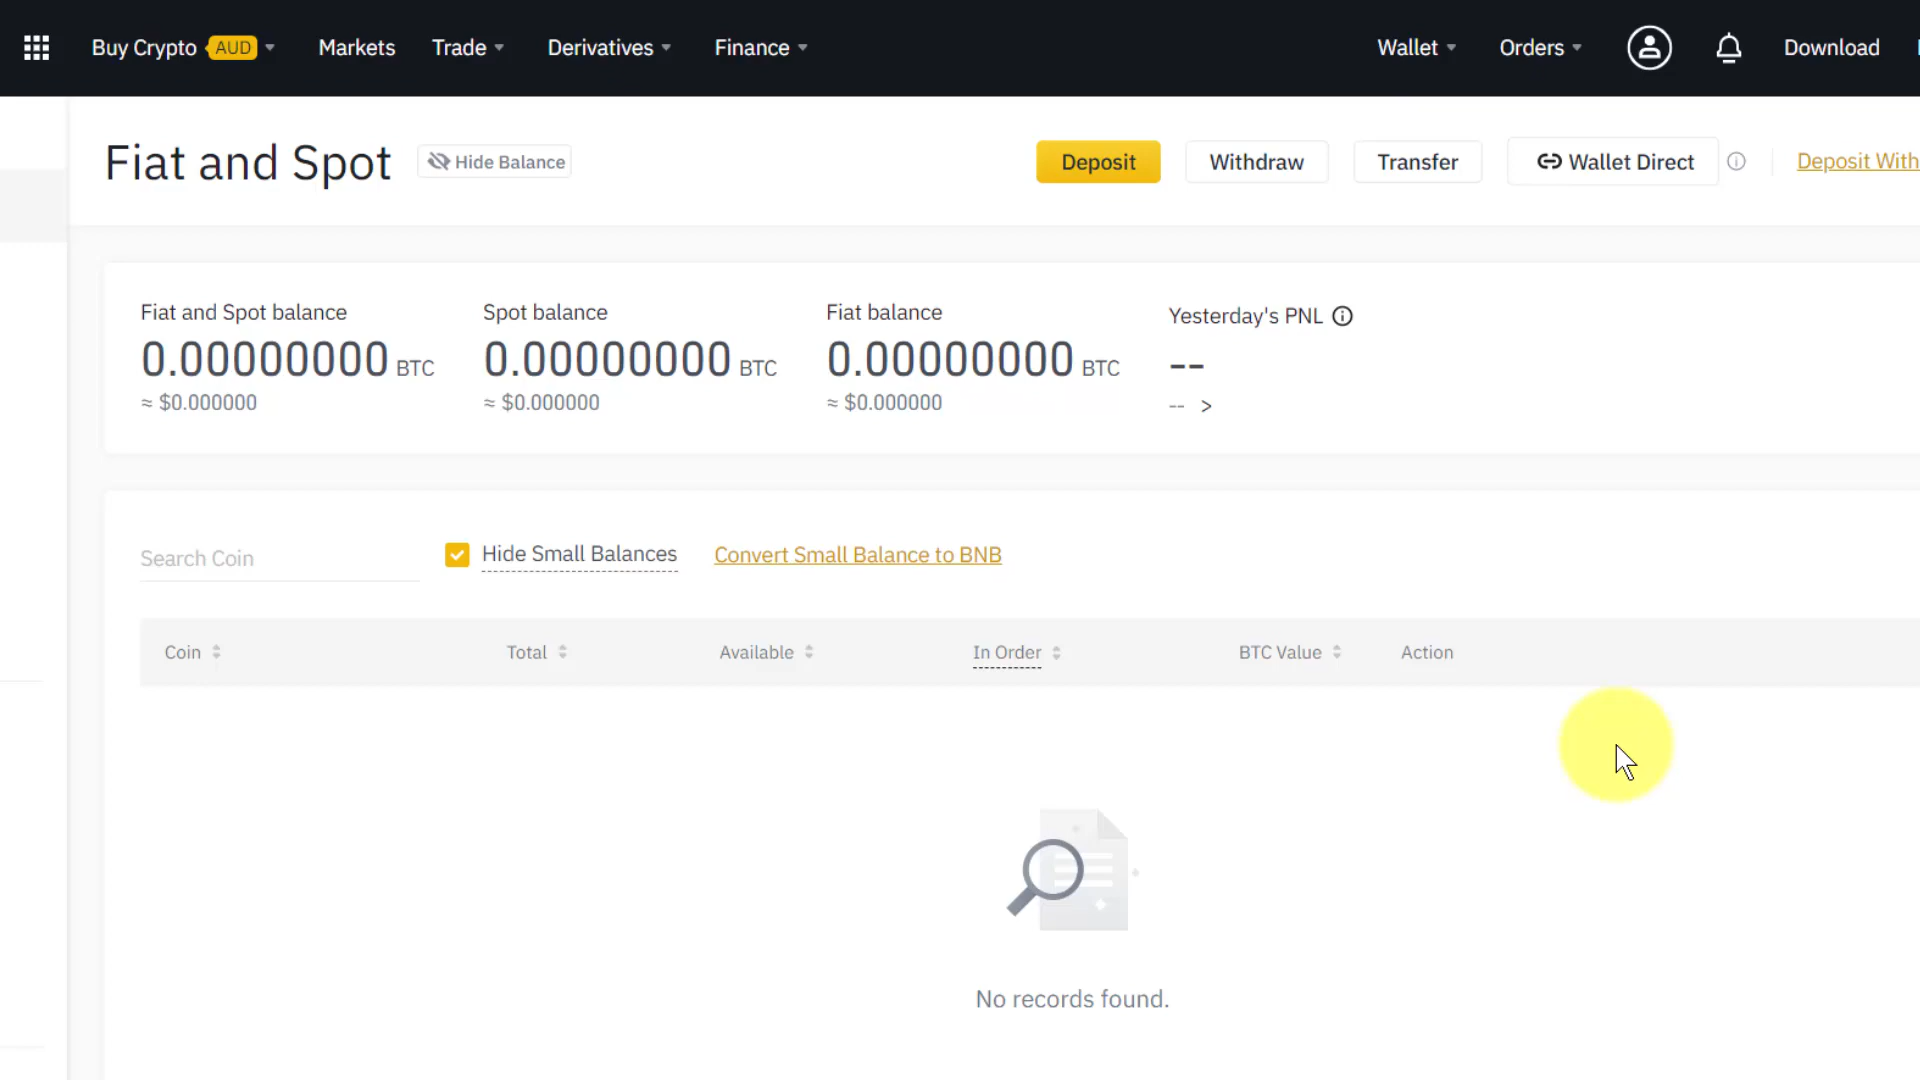 Buy Crypto AUD Markets Trade Derivatives Finance Wallet Orders Download
Fiat and Spot Hide Balance Deposit Withdraw Transfer Wallet Direct Deposit With
Fiat and Spot balance Spot balance Fiat balance Yesterday's PNL
0.00000000 BTC 0.00000000 BTC 0.00000000 BTC --
≈ $0.000000 ≈ $0.000000 ≈ $0.000000 -- >
Search Coin Hide Small Balances Convert Small Balance to BNB
Coin Total Available In Order BTC Value Action
No records found.